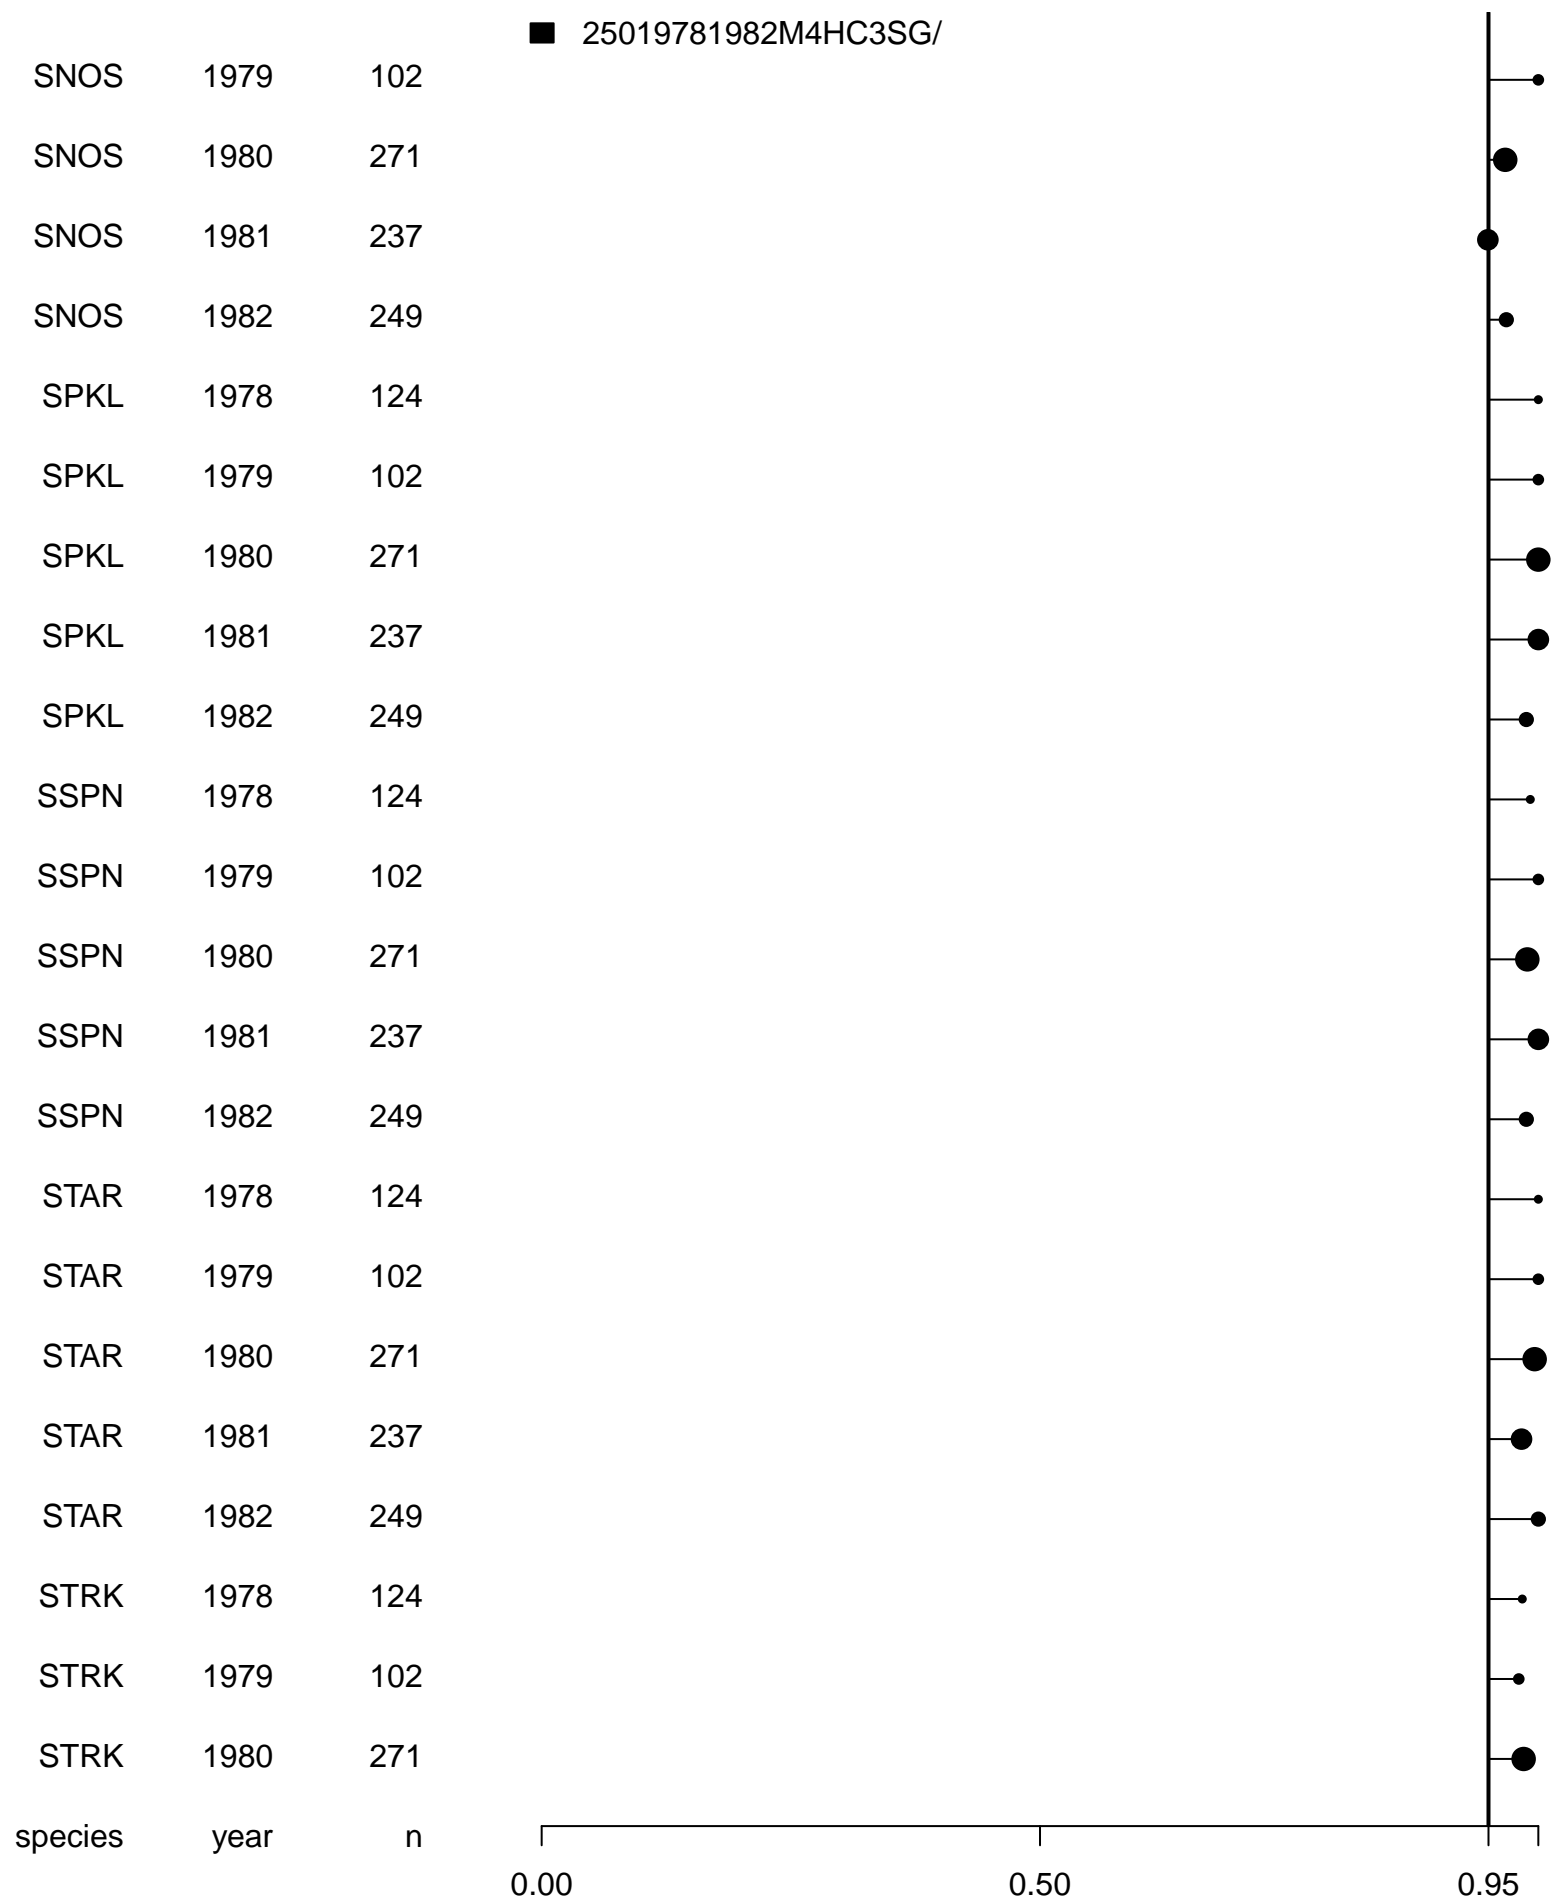 25019781982M4HC3SG/
SNOS 1979 102
SNOS 1980 271
SNOS 1981 237
SNOS 1982 249
SPKL 1978 124
SPKL 1979 102
SPKL 1980 271
SPKL 1981 237
SPKL 1982 249
SSPN 1978 124
SSPN 1979 102
SSPN 1980 271
SSPN 1981 237
SSPN 1982 249
STAR 1978 124
STAR 1979 102
STAR 1980 271
STAR 1981 237
STAR 1982 249
STRK 1978 124
STRK 1979 102
STRK 1980 271
species year n
0.00 0.50 0.95